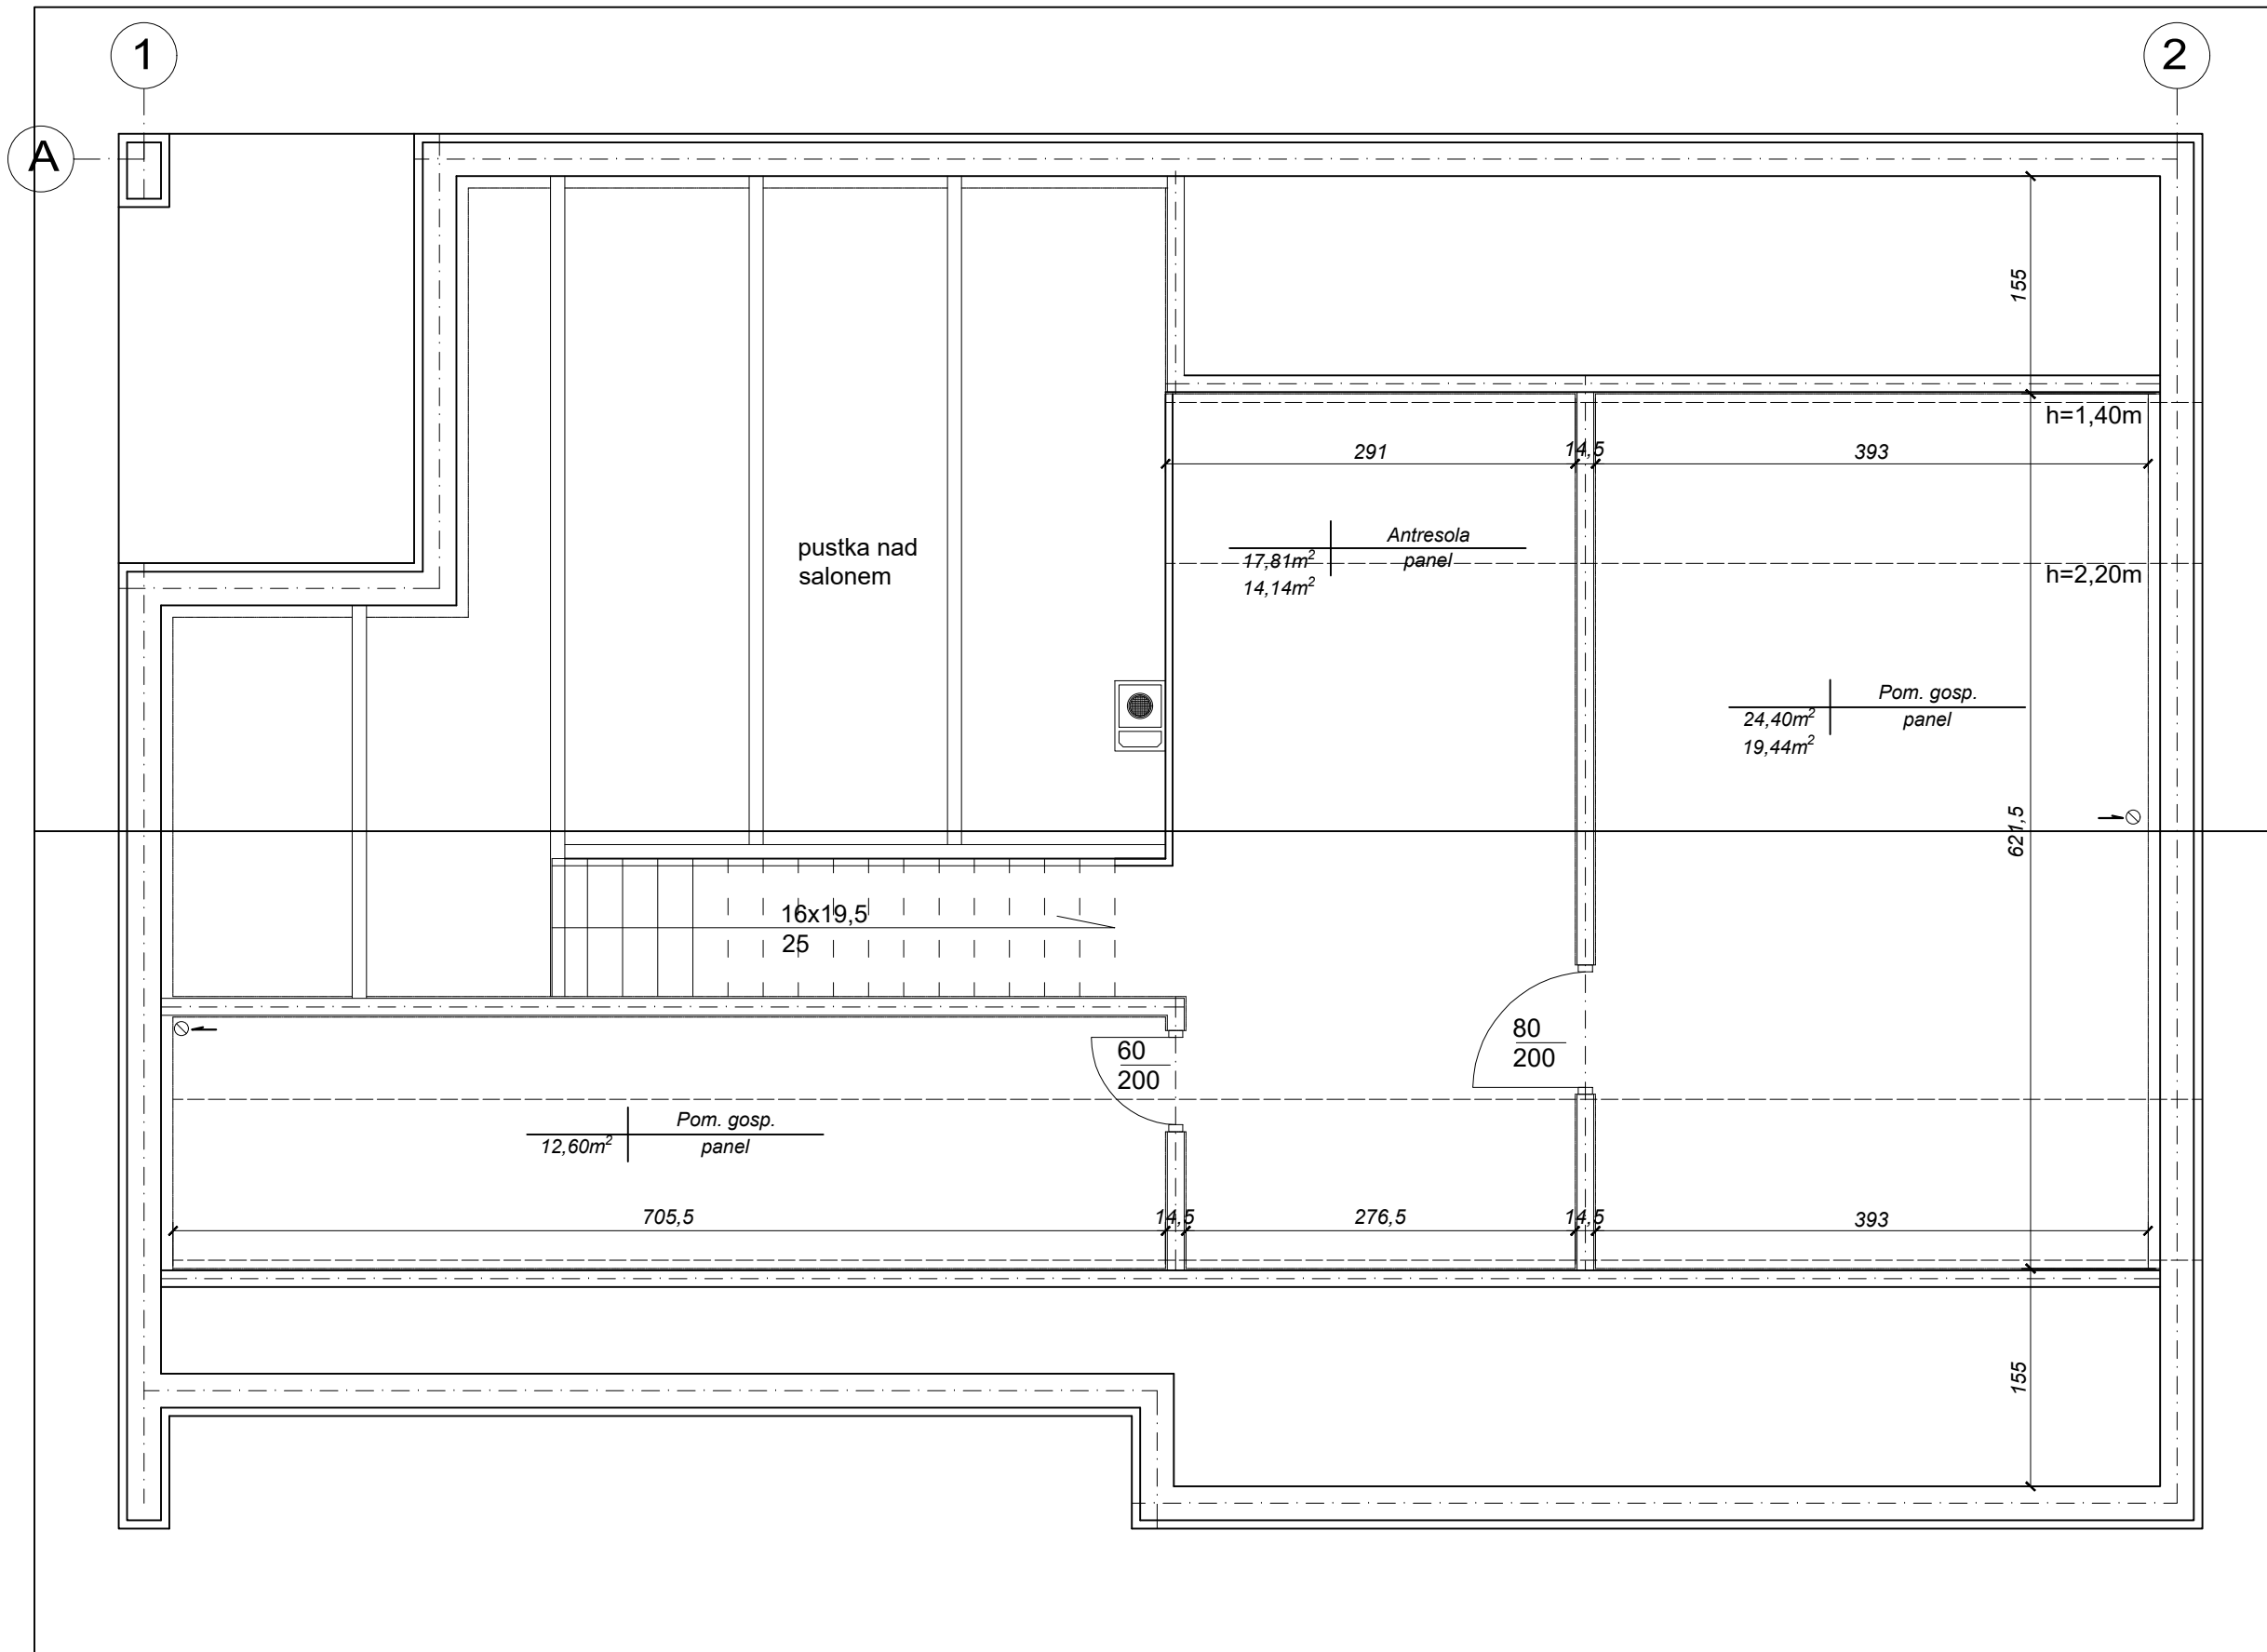 1
2
A
155
h=1,40m
291
14,5
393
pustka nad
salonem
Antresola
17,81m²
panel
14,14m²
h=2,20m
Pom. gosp.
24,40m²
panel
19,44m²
621,5
16x19,5
25
60
200
80
200
Pom. gosp.
12,60m²
panel
705,5
14,5
276,5
14,5
393
155